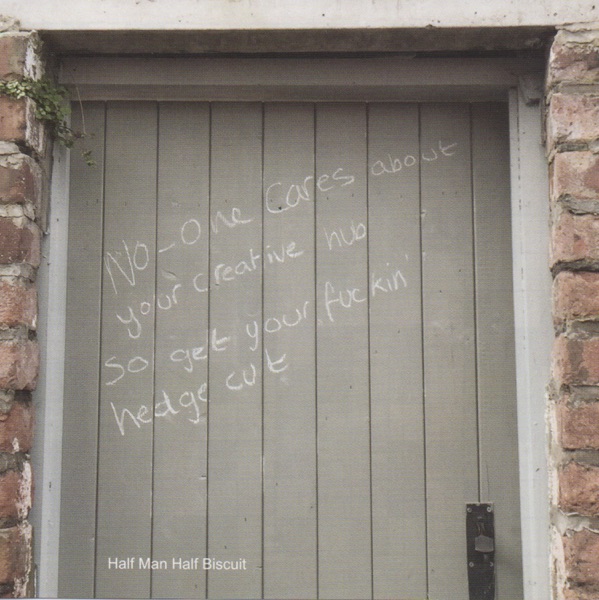 No-One Cares about
your creative hub
so get your fuckin'
hedge cut
Half Man Half Biscuit